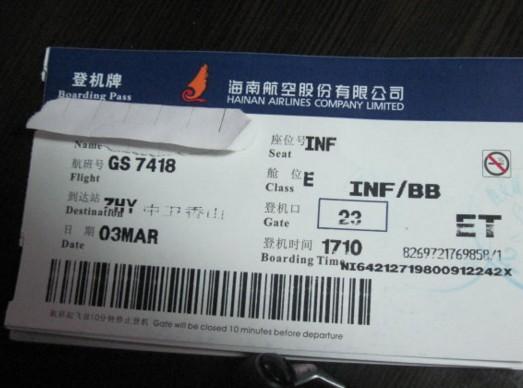 登机牌
Boarding Pass
海南航空股份有限公司
HAINAN AIRLINES COMPANY LIMITED
Name
座位号 INF
Seat
航班号 GS 7418
Flight
舱 位 E INF/BB
Class
到达站 ZHY 中卫香山
Destination
登机口 23 ET
Gate
日 期 03MAR
Date
登机时间 1710 8269721769858/1
Boarding Time NI64212719800912242X
航班起飞前10分钟停止登机 Gate will be closed 10 minutes before departure